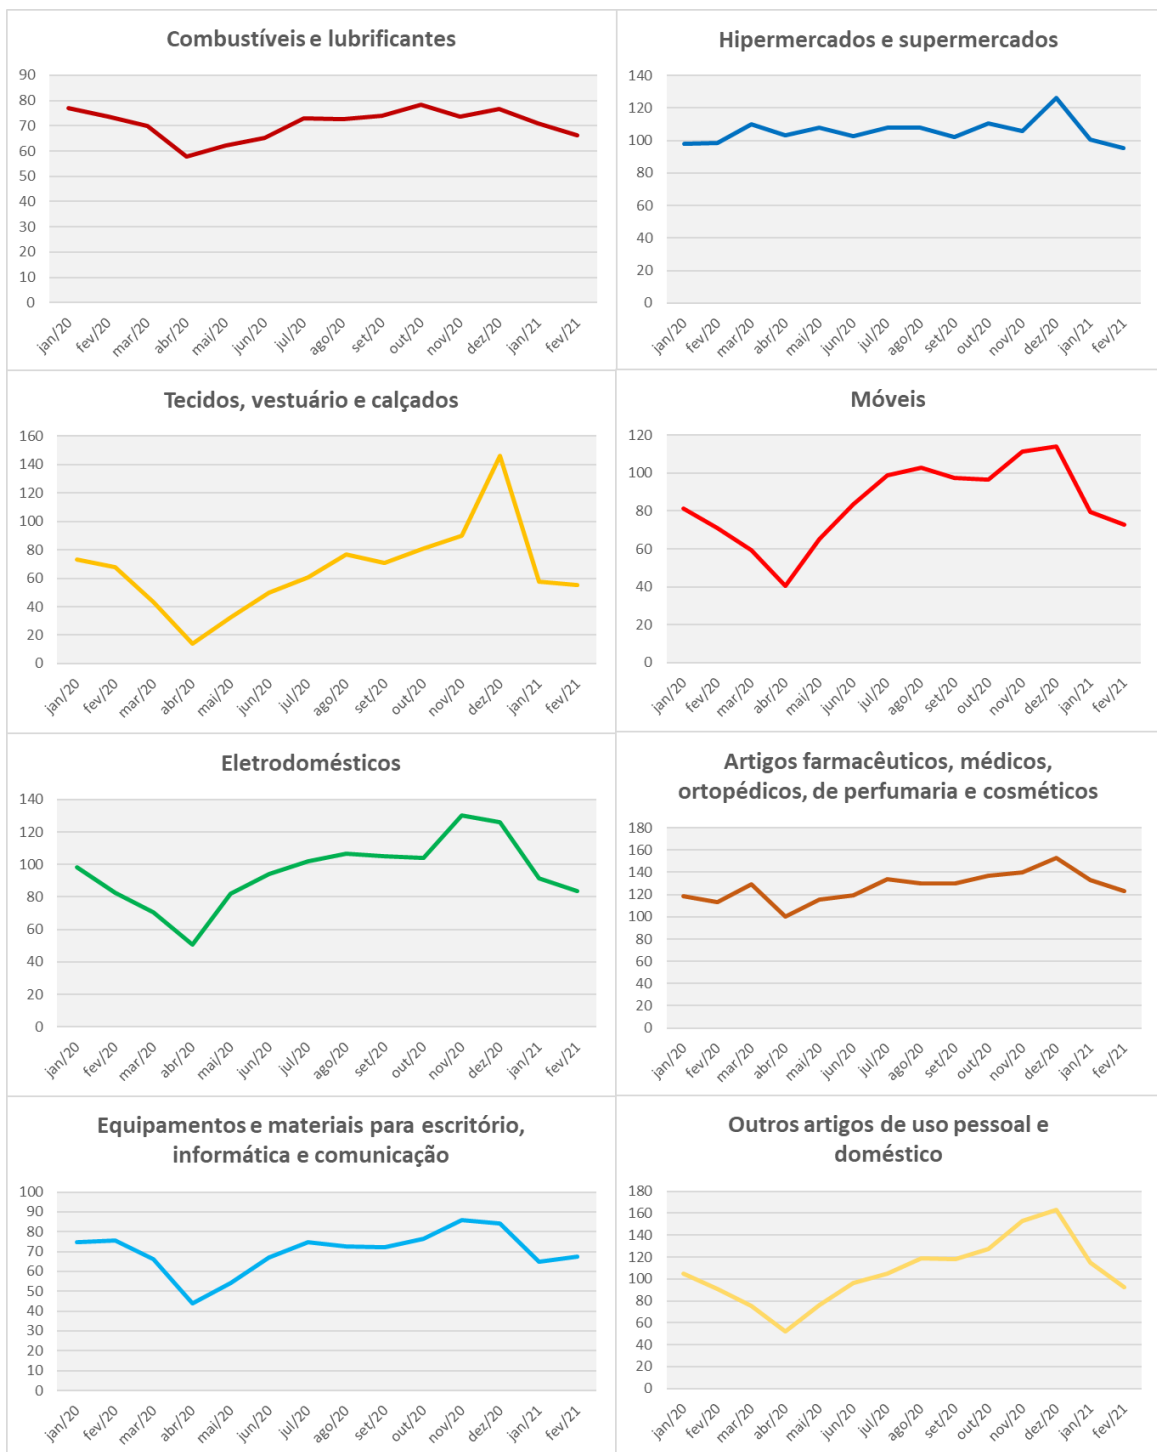 Combustíveis e lubrificantes
90
80
70
60
50
40
30
20
10
0
jan/20
fev/20
mar/20
abr/20
mai/20
jun/20
jul/20
ago/20
set/20
out/20
nov/20
dez/20
jan/21
fev/21
Hipermercados e supermercados
140
120
100
80
60
40
20
0
jan/20
fev/20
mar/20
abr/20
mai/20
jun/20
jul/20
ago/20
set/20
out/20
nov/20
dez/20
jan/21
fev/21
Tecidos, vestuário e calçados
160
140
120
100
80
60
40
20
0
jan/20
fev/20
mar/20
abr/20
mai/20
jun/20
jul/20
ago/20
set/20
out/20
nov/20
dez/20
jan/21
fev/21
Móveis
120
100
80
60
40
20
0
jan/20
fev/20
mar/20
abr/20
mai/20
jun/20
jul/20
ago/20
set/20
out/20
nov/20
dez/20
jan/21
fev/21
Eletrodomésticos
140
120
100
80
60
40
20
0
jan/20
fev/20
mar/20
abr/20
mai/20
jun/20
jul/20
ago/20
set/20
out/20
nov/20
dez/20
jan/21
fev/21
Artigos farmacêuticos, médicos,
ortopédicos, de perfumaria e cosméticos
180
160
140
120
100
80
60
40
20
0
jan/20
fev/20
mar/20
abr/20
mai/20
jun/20
jul/20
ago/20
set/20
out/20
nov/20
dez/20
jan/21
fev/21
Equipamentos e materiais para escritório,
informática e comunicação
100
90
80
70
60
50
40
30
20
10
0
jan/20
fev/20
mar/20
abr/20
mai/20
jun/20
jul/20
ago/20
set/20
out/20
nov/20
dez/20
jan/21
fev/21
Outros artigos de uso pessoal e
doméstico
180
160
140
120
100
80
60
40
20
0
jan/20
fev/20
mar/20
abr/20
mai/20
jun/20
jul/20
ago/20
set/20
out/20
nov/20
dez/20
jan/21
fev/21